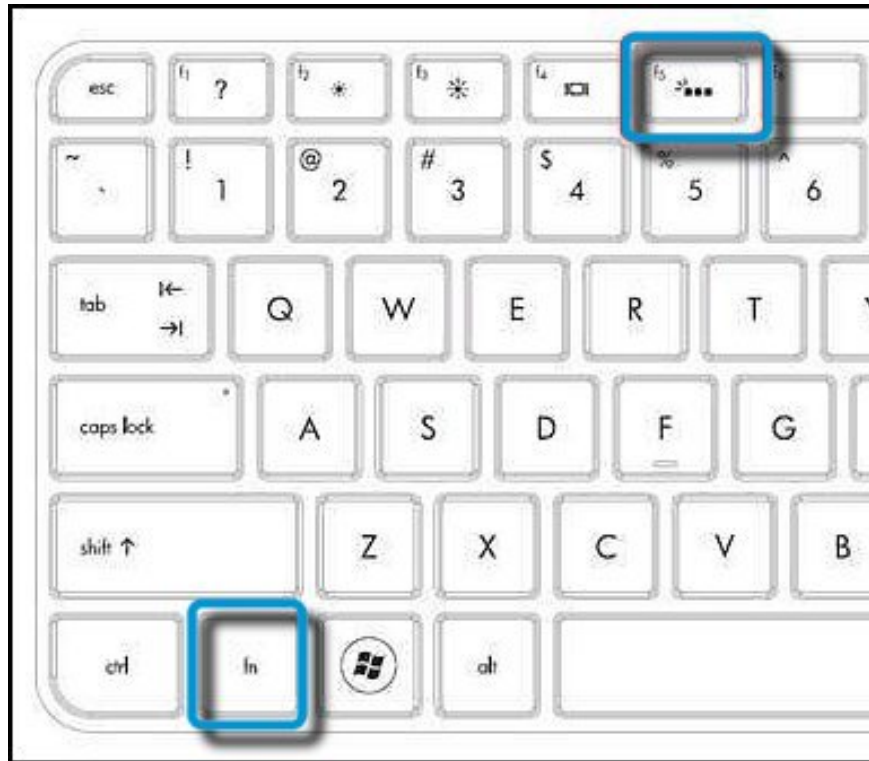 esc f1 ? f2 f3 f4 f5 f6
~ ` ! 1 @ 2 # 3 $ 4 % 5 ^ 6
tab Q W E R T
caps lock A S D F G
shift ↑ Z X C V B
ctrl fn alt